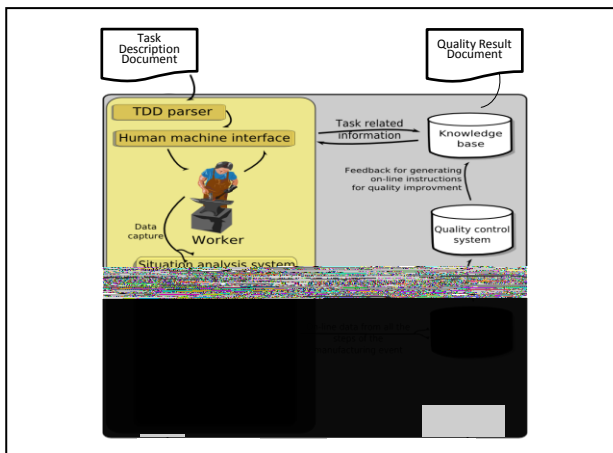 Task
Description
Document
Quality Result
Document
TDD parser
Human machine interface
Task related
information
Knowledge
base
Feedback for generating
on-line instructions
for quality improvment
Data
capture
Worker
Quality control
system
Situation analysis system